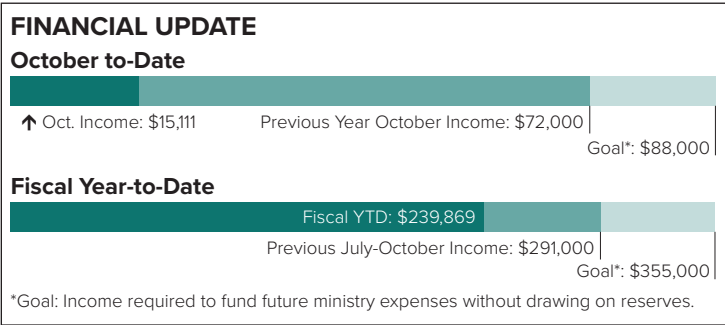 FINANCIAL UPDATE
October to-Date
↑ Oct. Income: $15,111
Previous Year October Income: $72,000
Goal*: $88,000
Fiscal Year-to-Date
Fiscal YTD: $239,869
Previous July-October Income: $291,000
Goal*: $355,000
*Goal: Income required to fund future ministry expenses without drawing on reserves.